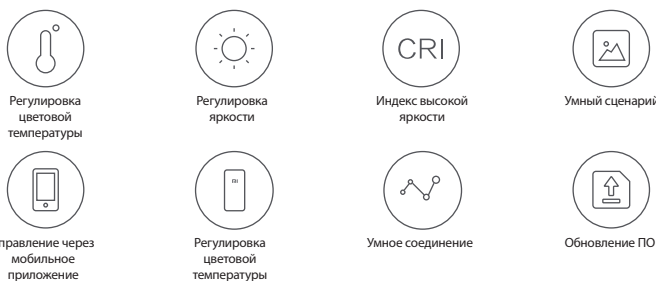 CRI
Регулировка
цветовой
температуры
Регулировка
яркости
Индекс высокой
яркости
Умный сценарий
mi
правление через
мобильное
приложение
Регулировка
цветовой
температуры
Умное соединение
Обновление ПО